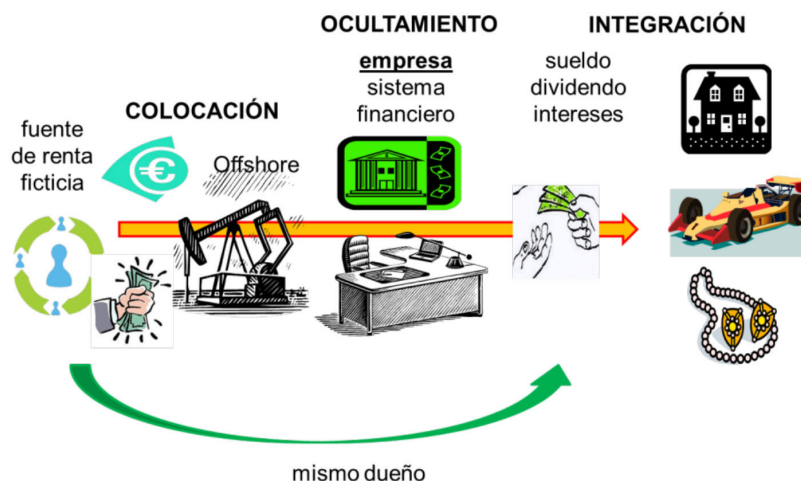 OCULTAMIENTO
INTEGRACIÓN
empresa
sistema
financiero
sueldo
dividendo
intereses
COLOCACIÓN
fuente
de renta
ficticia
Offshore
€
mismo dueño